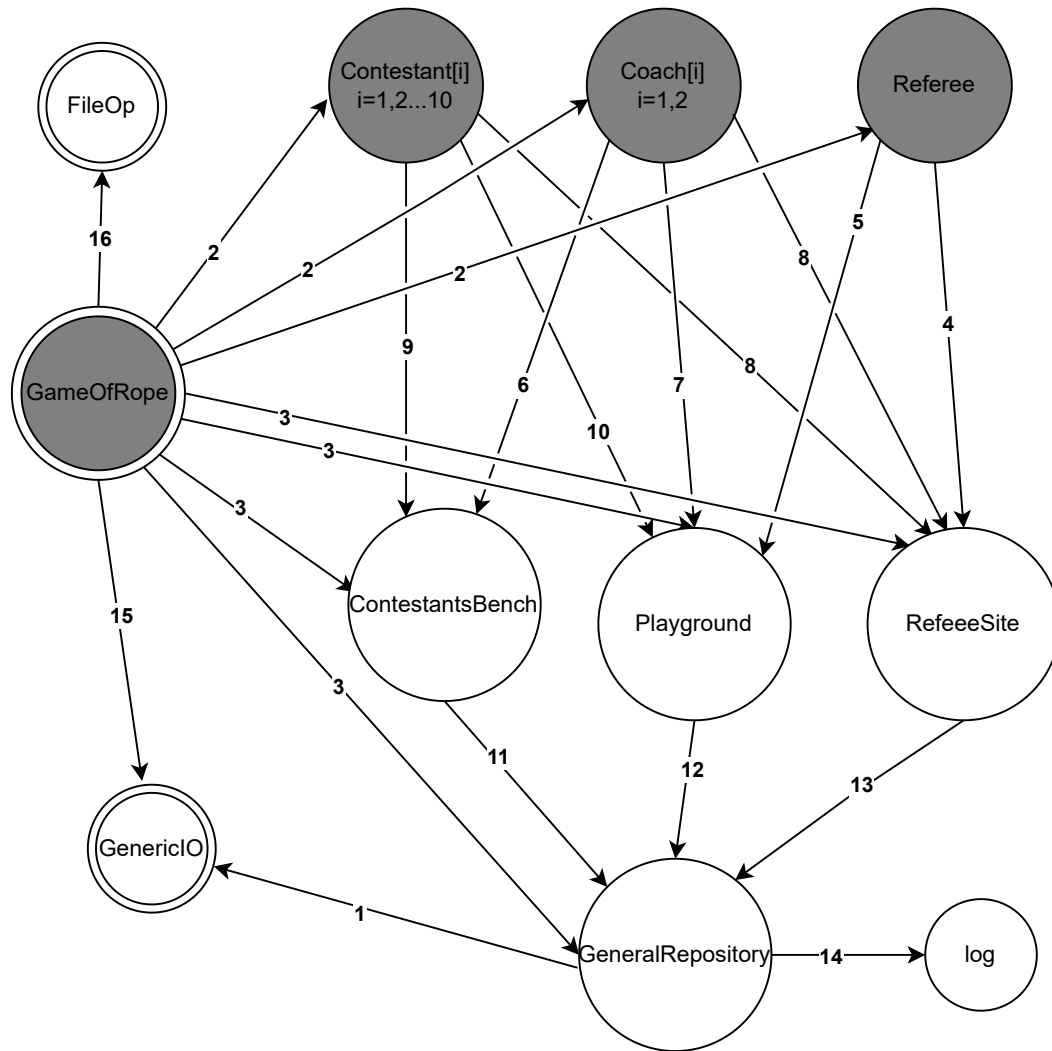 Contestant[i]
i=1,2...10
Coach[i]
i=1,2
Referee
FileOp
16
2
2
2
5
8
4
9
6
7
8
10
GameOfRope
3
3
3
3
15
ContestantsBench
Playground
RefeeeSite
11
12
13
GenericIO
1
GeneralRepository
14
log